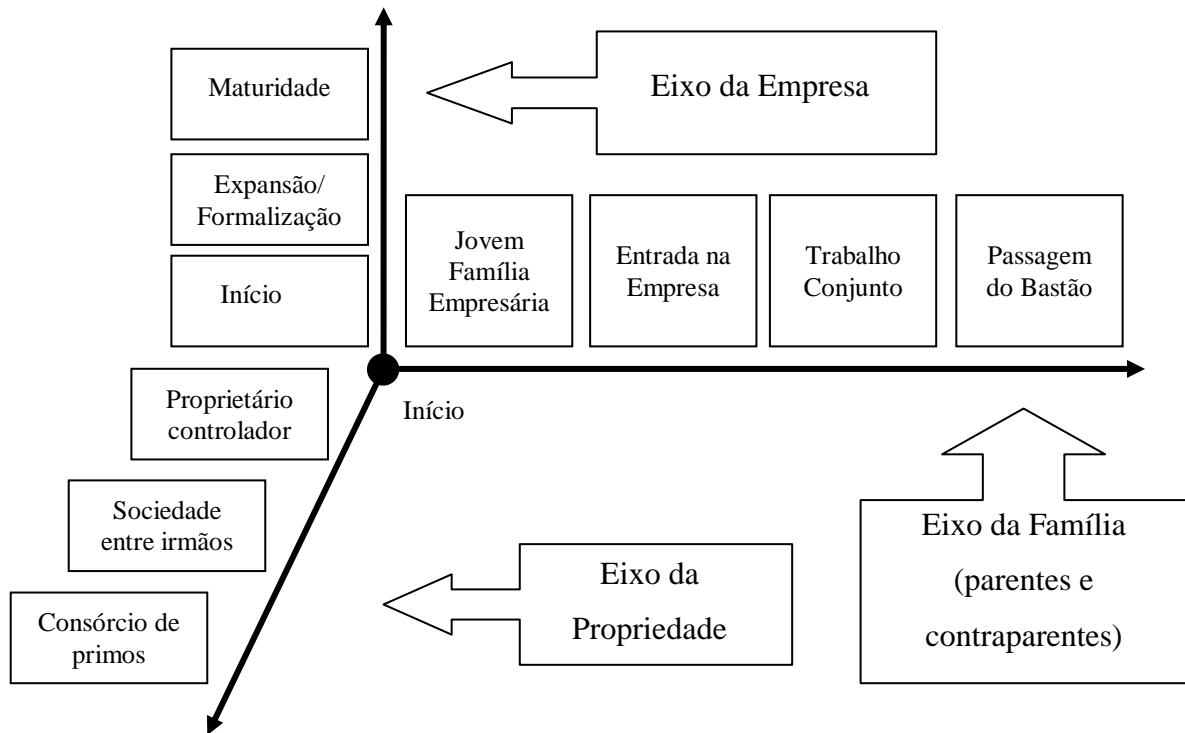 Maturidade
Eixo da Empresa
Expansão/
Formalização
Início
Jovem
Família
Empresária
Entrada na
Empresa
Trabalho
Conjunto
Passagem
do Bastão
Início
Proprietário
controlador
Sociedade
entre irmãos
Consórcio de
primos
Eixo da
Propriedade
Eixo da Família
(parentes e
contraparentes)